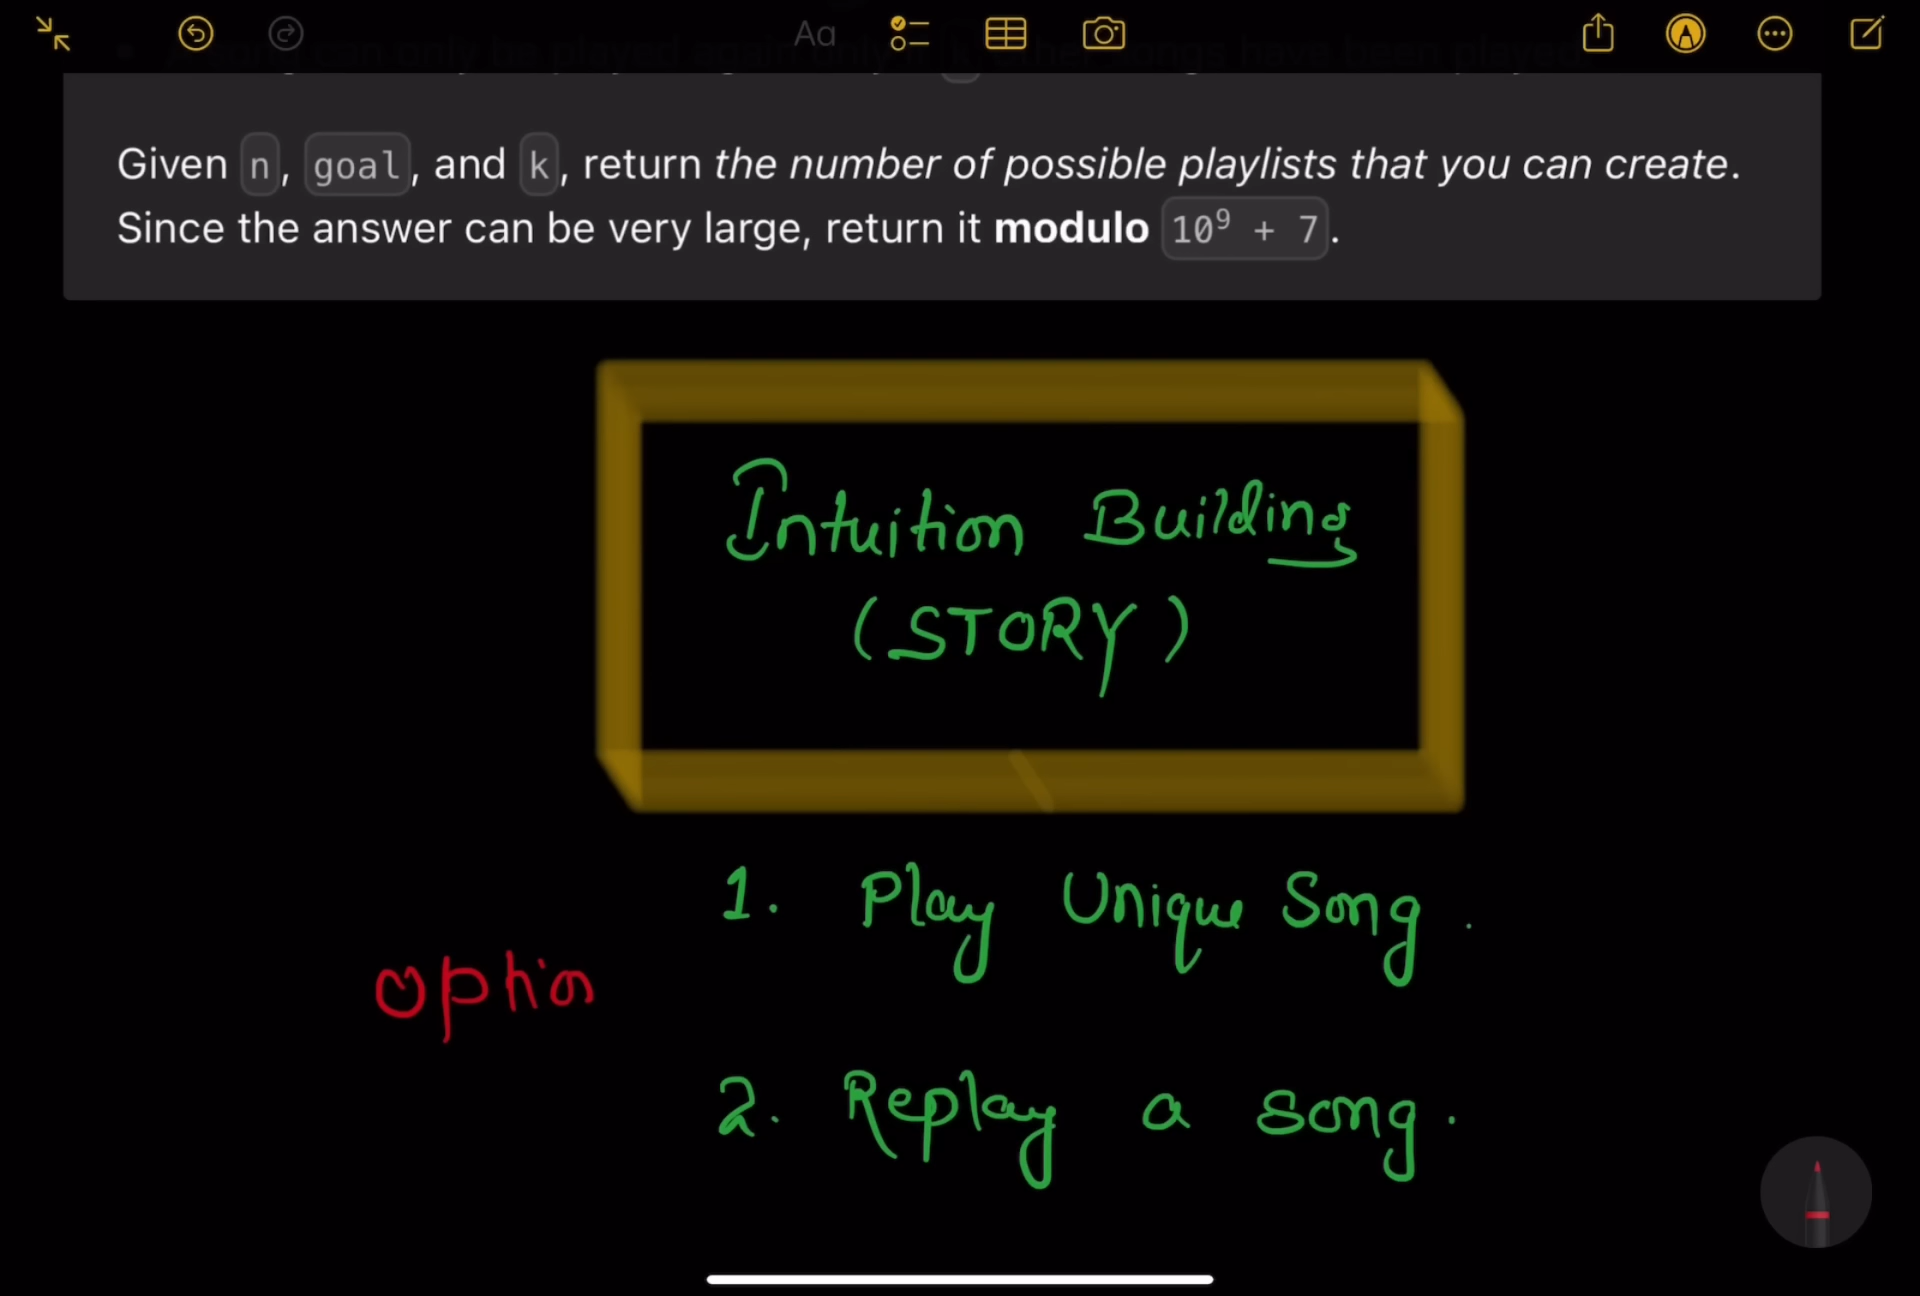 Aa
Given n, goal, and k, return the number of possible playlists that you can create.
Since the answer can be very large, return it modulo 10⁹ + 7.
Intuition Building
(STORY)
1. Play Unique Song.
option
2. Replay a song.